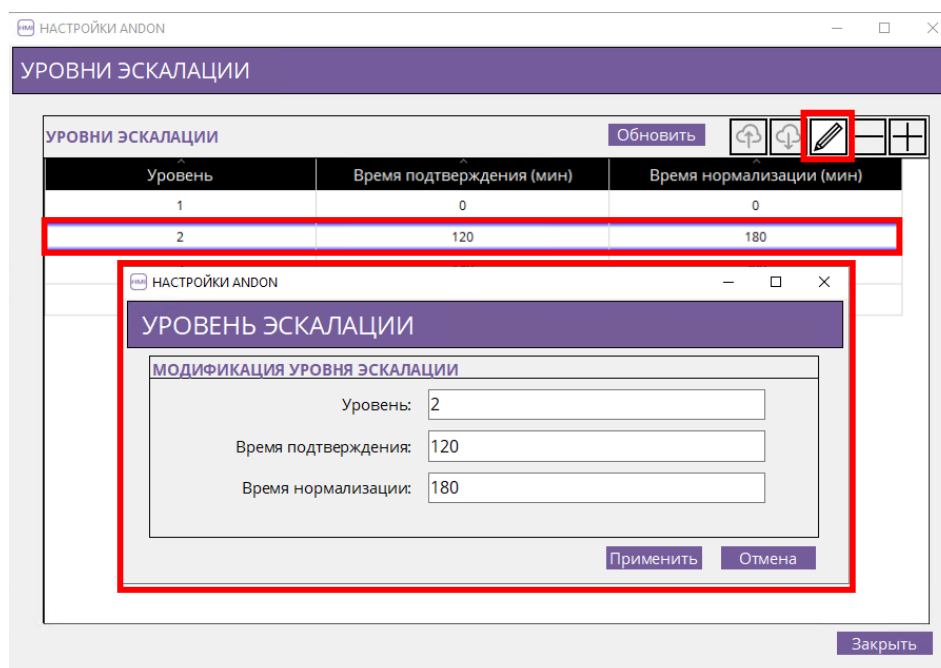 HMI НАСТРОЙКИ ANDON
УРОВНИ ЭСКАЛАЦИИ
УРОВНИ ЭСКАЛАЦИИ Обновить
Уровень Время подтверждения (мин) Время нормализации (мин)
1 0 0
2 120 180
HMI НАСТРОЙКИ ANDON
УРОВЕНЬ ЭСКАЛАЦИИ
МОДИФИКАЦИЯ УРОВНЯ ЭСКАЛАЦИИ
Уровень: 2
Время подтверждения: 120
Время нормализации: 180
Применить Отмена
Закрыть